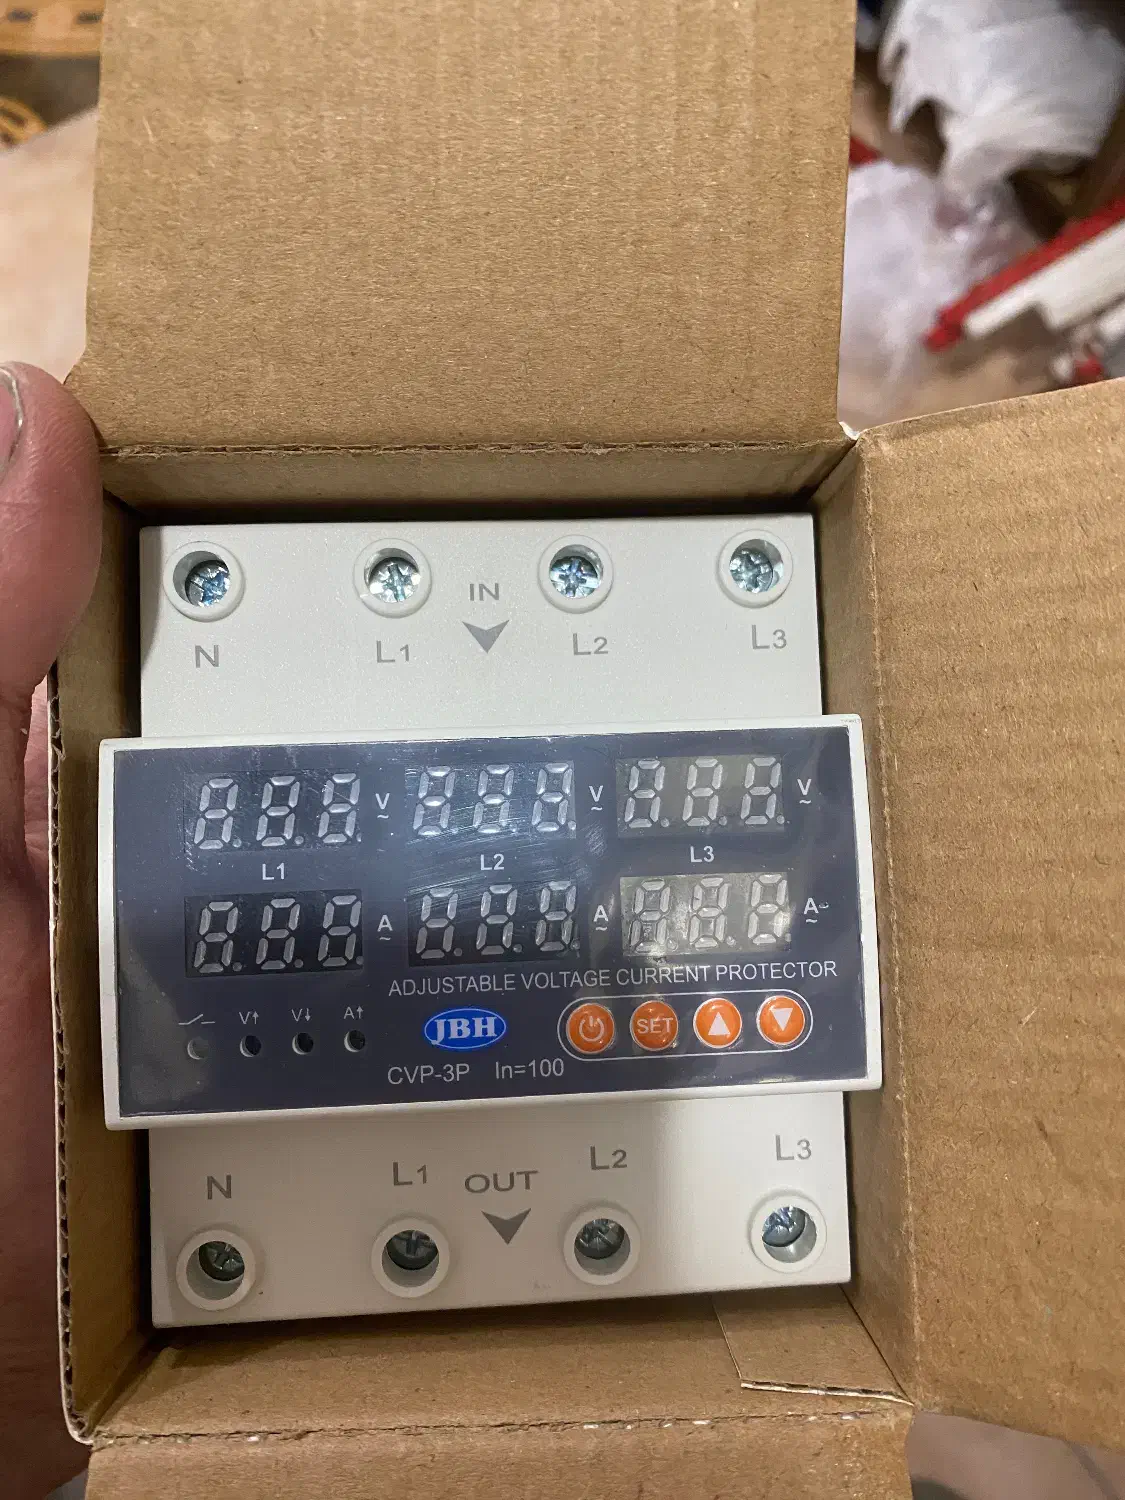 IN
N L1 L2 L3
V~ V~ V~
L1 L2 L3
A~ A~ A~
ADJUSTABLE VOLTAGE CURRENT PROTECTOR
V↑ V↓ A↑
JBH SET
CVP-3P In=100
N L1 OUT L2 L3